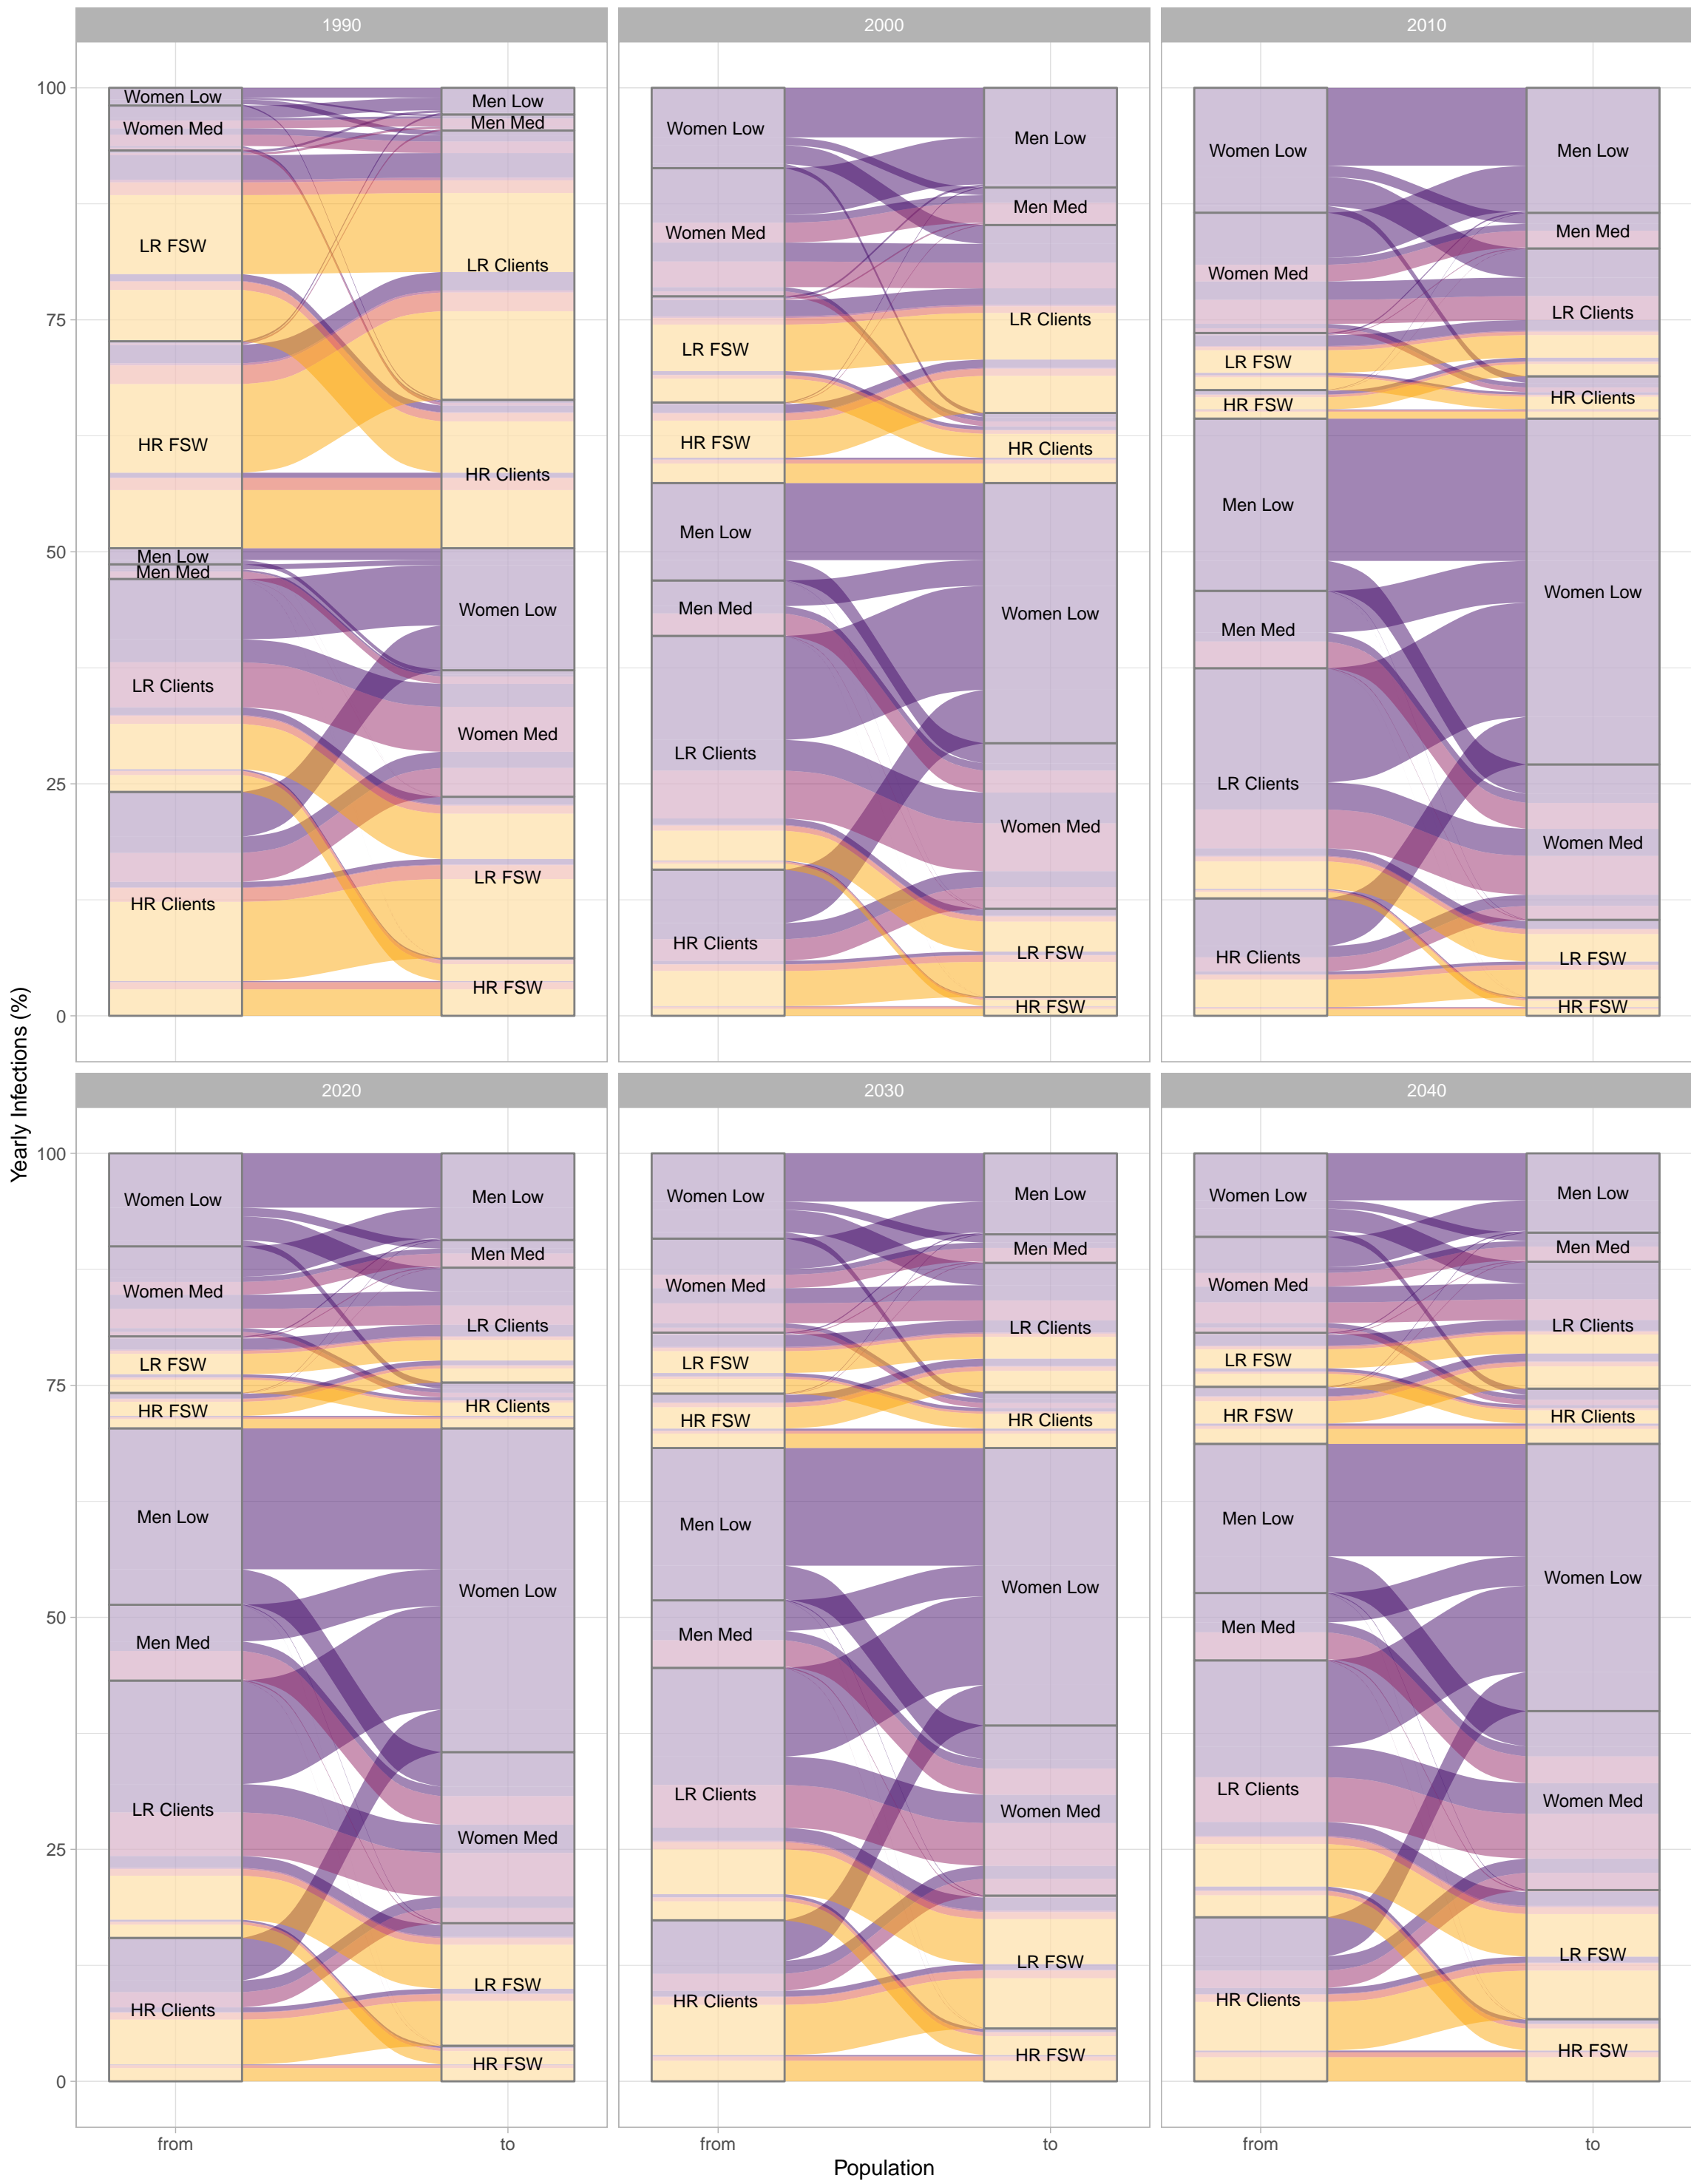 1990
2000
2010
100
75
50
25
0
Women Low
Women Med
LR FSW
HR FSW
Men Low
Men Med
LR Clients
HR Clients
Men Low
Men Med
LR Clients
HR Clients
Women Low
Women Med
LR FSW
HR FSW
Women Low
Women Med
LR FSW
HR FSW
Men Low
Men Med
LR Clients
HR Clients
Men Low
Men Med
LR Clients
HR Clients
Women Low
Women Med
LR FSW
HR FSW
Women Low
Women Med
LR FSW
HR FSW
Men Low
Men Med
LR Clients
HR Clients
Men Low
Men Med
LR Clients
HR Clients
Women Low
Women Med
LR FSW
HR FSW
Yearly Infections (%)
2020
2030
2040
100
75
50
25
0
Women Low
Women Med
LR FSW
HR FSW
Men Low
Men Med
LR Clients
HR Clients
Men Low
Men Med
LR Clients
HR Clients
Women Low
Women Med
LR FSW
HR FSW
Women Low
Women Med
LR FSW
HR FSW
Men Low
Men Med
LR Clients
HR Clients
Men Low
Men Med
LR Clients
HR Clients
Women Low
Women Med
LR FSW
HR FSW
Women Low
Women Med
LR FSW
HR FSW
Men Low
Men Med
LR Clients
HR Clients
Men Low
Men Med
LR Clients
HR Clients
Women Low
Women Med
LR FSW
HR FSW
from
to
from
to
from
to
Population